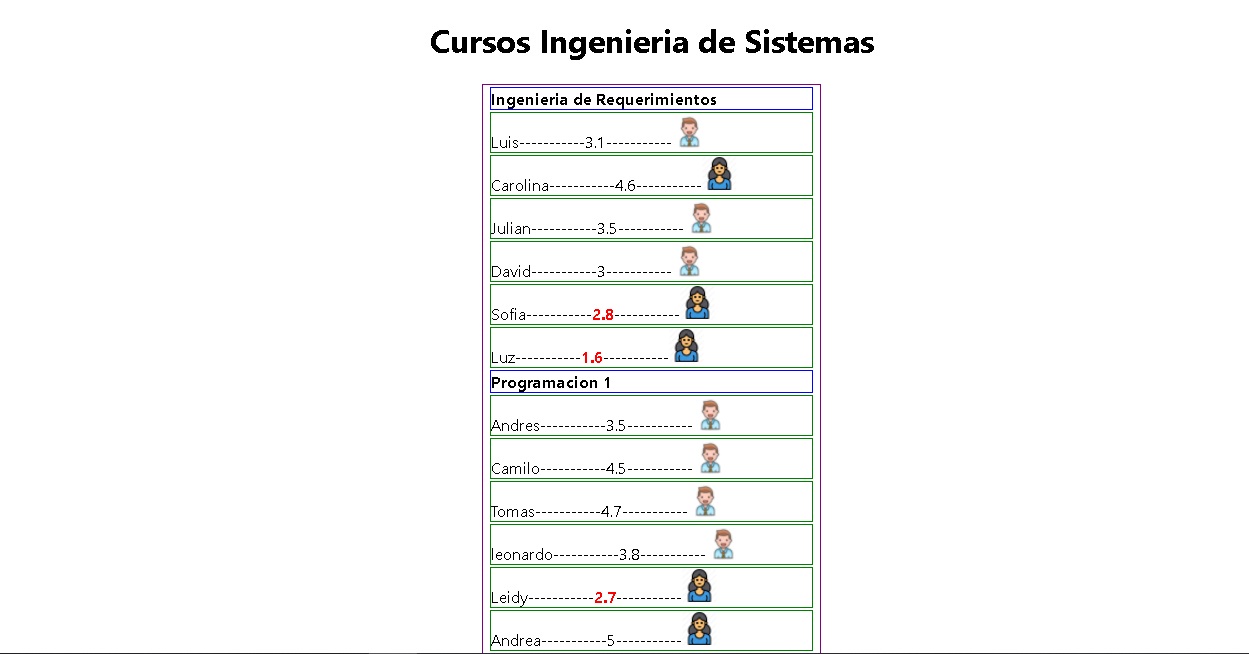 Cursos Ingenieria de Sistemas
Ingenieria de Requerimientos
Luis-----------3.1-----------
Carolina-----------4.6-----------
Julian-----------3.5-----------
David-----------3-----------
Sofia-----------2.8-----------
Luz-----------1.6-----------
Programacion 1
Andres-----------3.5-----------
Camilo-----------4.5-----------
Tomas-----------4.7-----------
leonardo-----------3.8-----------
Leidy-----------2.7-----------
Andrea-----------5-----------